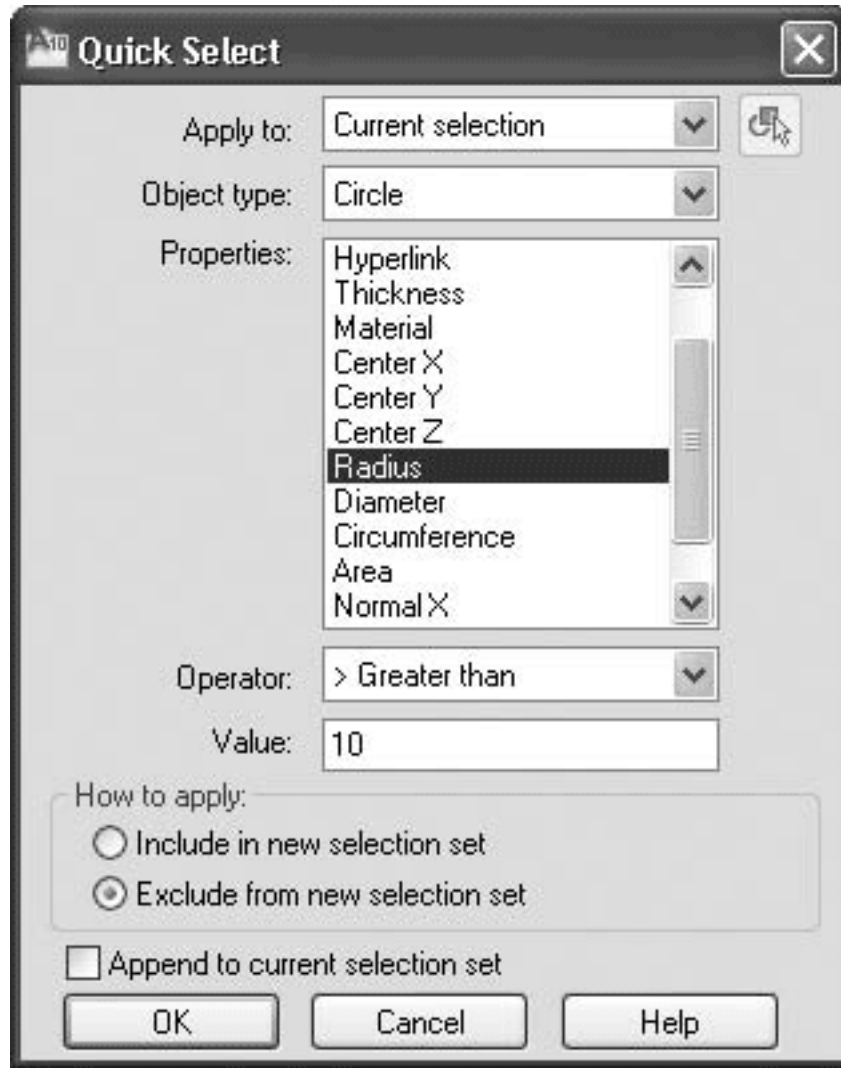 A10 Quick Select
Apply to: Current selection
Object type: Circle
Properties: Hyperlink
Thickness
Material
Center X
Center Y
Center Z
Radius
Diameter
Circumference
Area
Normal X
Operator: > Greater than
Value: 10
How to apply:
Include in new selection set
Exclude from new selection set
Append to current selection set
OK Cancel Help